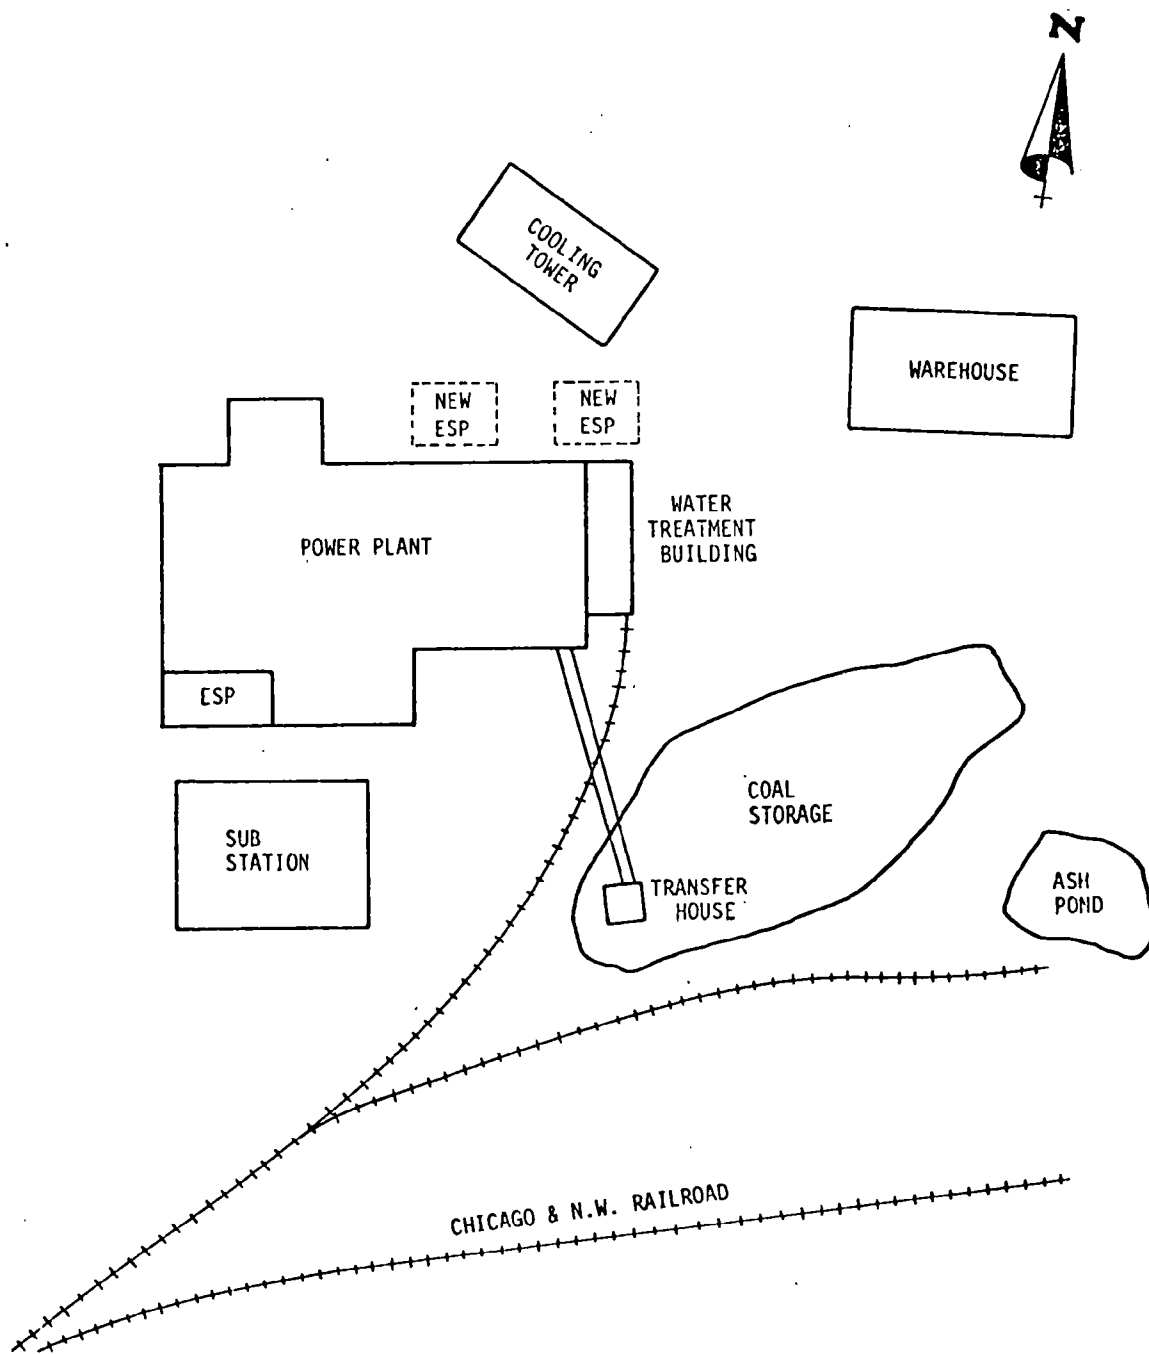 N
COOLING
TOWER
WAREHOUSE
NEW
ESP
NEW
ESP
WATER
TREATMENT
BUILDING
POWER PLANT
ESP
COAL
STORAGE
SUB
STATION
TRANSFER
HOUSE
ASH
POND
CHICAGO & N.W. RAILROAD